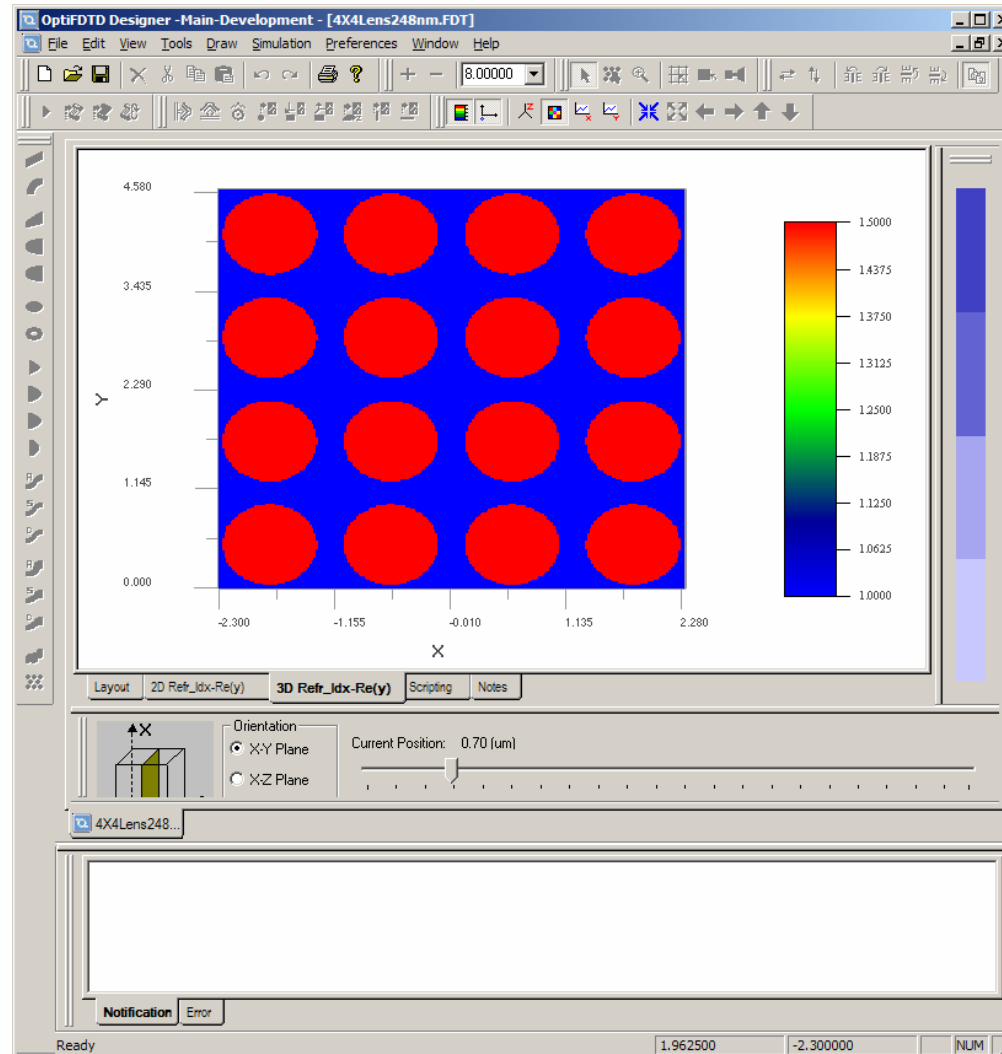 OptiFDTD Designer -Main-Development - [4X4Lens248nm.FDT]
File Edit View Tools Draw Simulation Preferences Window Help
8.00000
4.580
3.435
2.290
1.145
0.000
Y
-2.300 -1.155 -0.010 1.135 2.280
X
1.5000
1.4375
1.3750
1.3125
1.2500
1.1875
1.1250
1.0625
1.0000
Layout 2D Refr_Idx-Re(y) 3D Refr_Idx-Re(y) Scripting Notes
X
Orientation
X-Y Plane
X-Z Plane
Current Position: 0.70 (um)
4X4Lens248...
Notification Error
Ready 1.962500 -2.300000 NUM